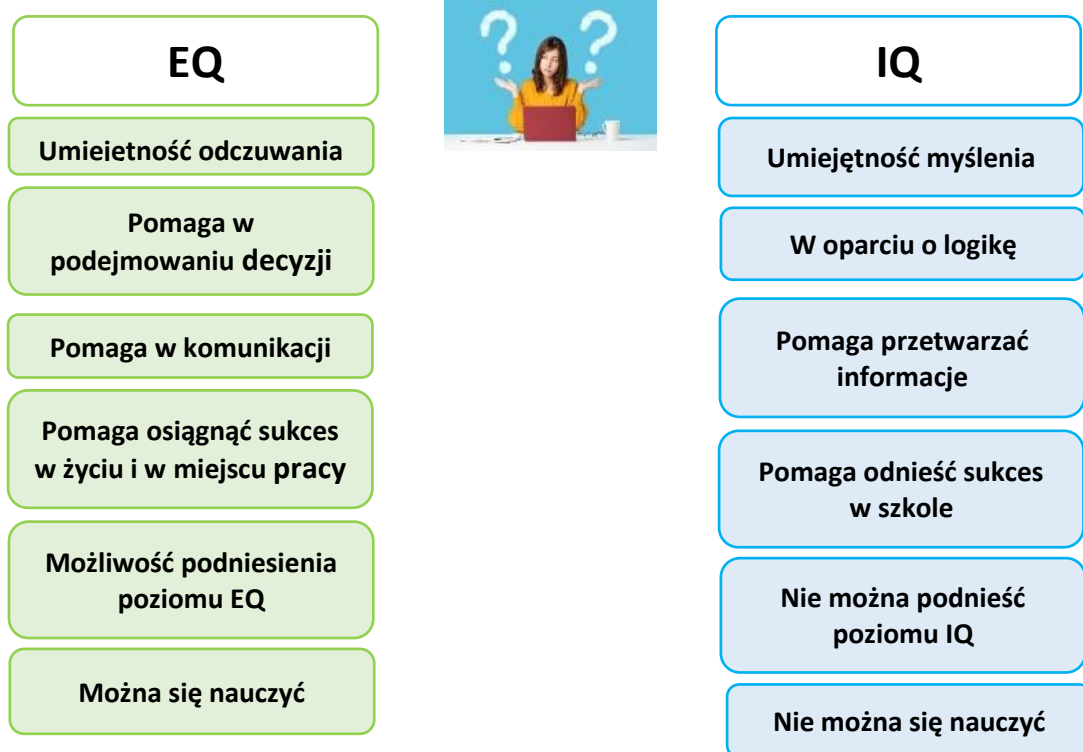 EQ
Umiejętność odczuwania
Pomaga w
podejmowaniu decyzji
Pomaga w komunikacji
Pomaga osiągnąć sukces
w życiu i w miejscu pracy
Możliwość podniesienia
poziomu EQ
Można się nauczyć
? ?
IQ
Umiejętność myślenia
W oparciu o logikę
Pomaga przetwarzać
informacje
Pomaga odnieść sukces
w szkole
Nie można podnieść
poziomu IQ
Nie można się nauczyć